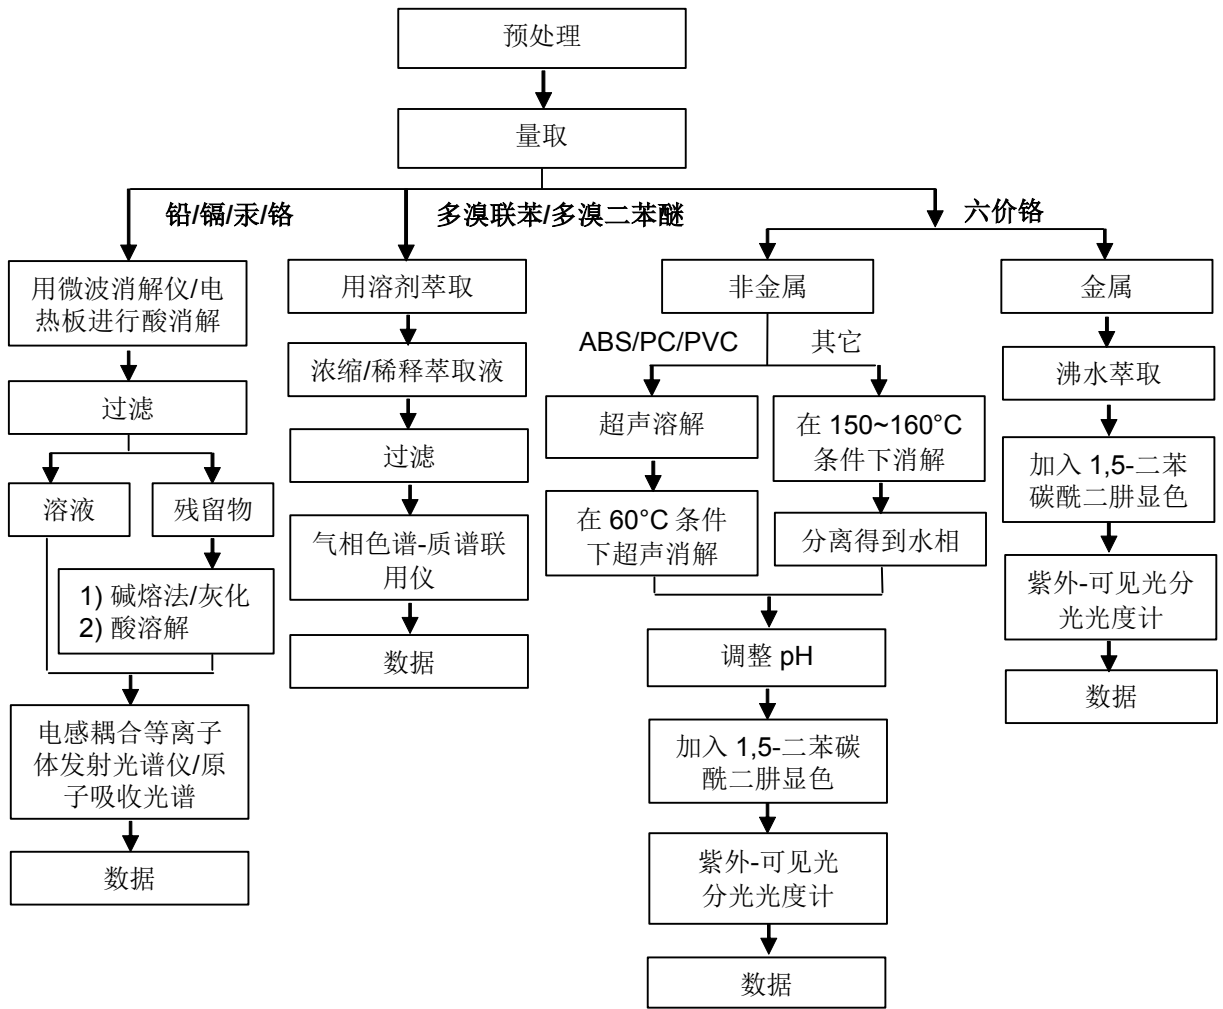 预处理
量取
铅/镉/汞/铬
多溴联苯/多溴二苯醚
六价铬
用微波消解仪/电
热板进行酸消解
过滤
溶液
残留物
1) 碱熔法/灰化
2) 酸溶解
电感耦合等离子
体发射光谱仪/原
子吸收光谱
数据
用溶剂萃取
浓缩/稀释萃取液
过滤
气相色谱-质谱联
用仪
数据
非金属
ABS/PC/PVC
其它
超声溶解
在 60°C 条件
下超声消解
在 150~160°C
条件下消解
分离得到水相
调整 pH
加入 1,5-二苯碳
酰二肼显色
紫外-可见光
分光光度计
数据
金属
沸水萃取
加入 1,5-二苯
碳酰二肼显色
紫外-可见光分
光光度计
数据